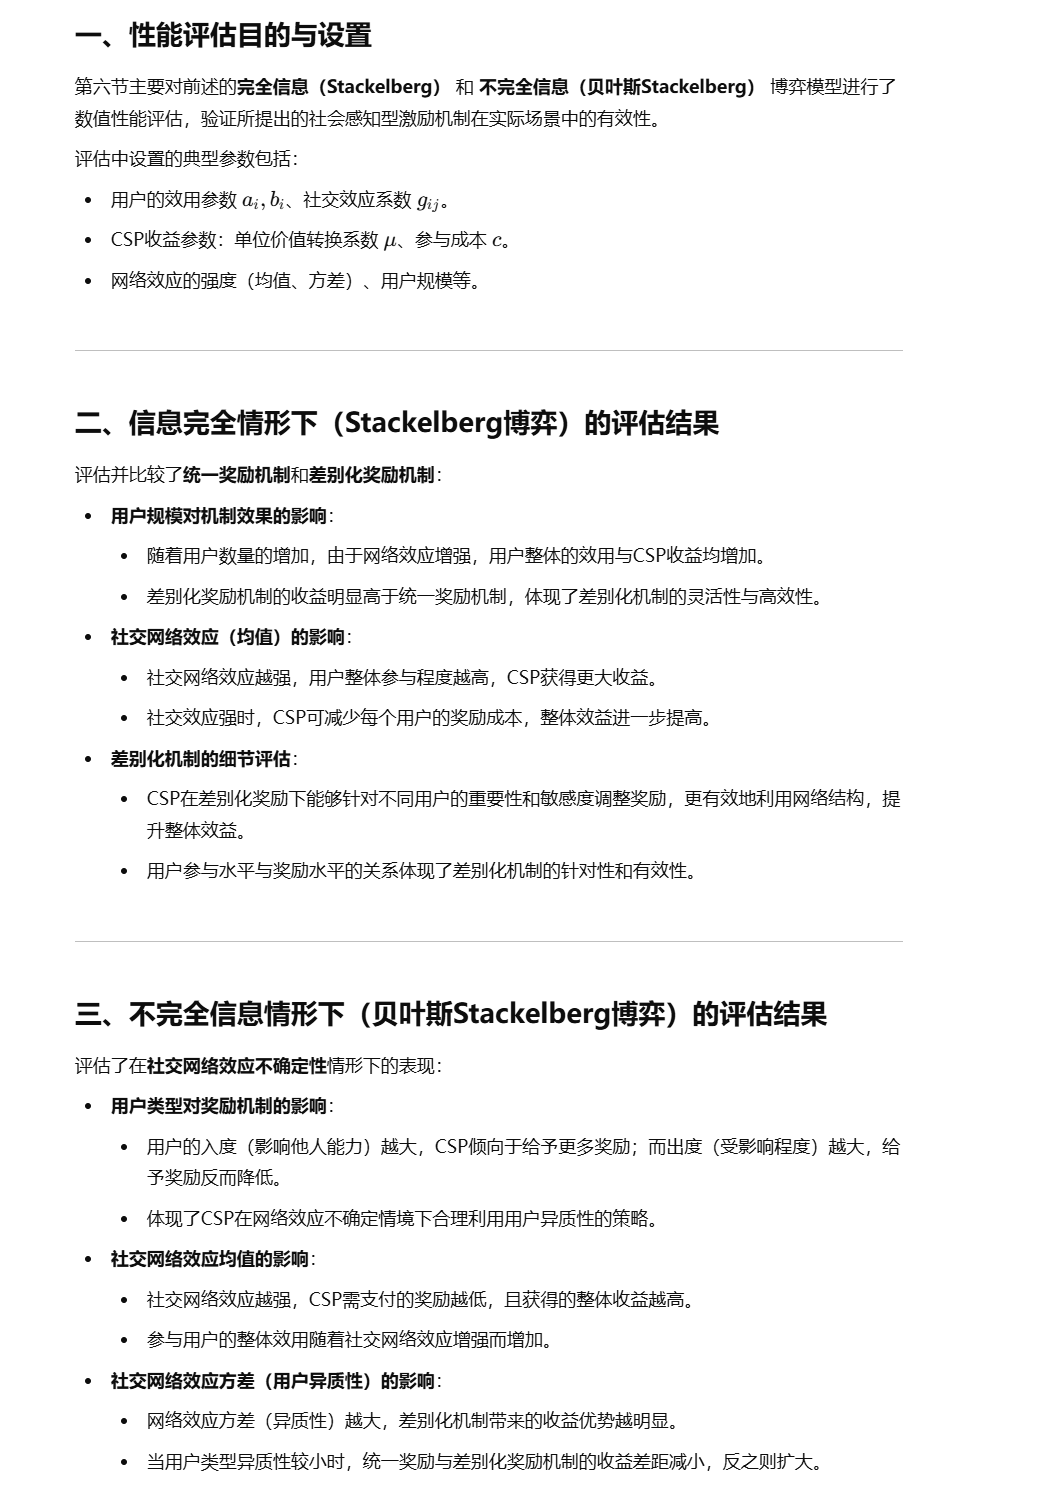 一、性能评估目的与设置
第六节主要对前述的完全信息（Stackelberg） 和 不完全信息（贝叶斯Stackelberg） 博弈模型进行了
数值性能评估，验证所提出的社会感知型激励机制在实际场景中的有效性。
评估中设置的典型参数包括：
• 用户的效用参数 a_i, b_i、社交效应系数 g_{ij}。
• CSP收益参数：单位价值转换系数 μ、参与成本 c。
• 网络效应的强度（均值、方差）、用户规模等。
二、信息完全情形下（Stackelberg博弈）的评估结果
评估并比较了统一奖励机制和差别化奖励机制：
• 用户规模对机制效果的影响：
• 随着用户数量的增加，由于网络效应增强，用户整体的效用与CSP收益均增加。
• 差别化奖励机制的收益明显高于统一奖励机制，体现了差别化机制的灵活性与高效性。
• 社交网络效应（均值）的影响：
• 社交网络效应越强，用户整体参与程度越高，CSP获得更大收益。
• 社交效应强时，CSP可减少每个用户的奖励成本，整体效益进一步提高。
• 差别化机制的细节评估：
• CSP在差别化奖励下能够针对不同用户的重要性和敏感度调整奖励，更有效地利用网络结构，提
升整体效益。
• 用户参与水平与奖励水平的关系体现了差别化机制的针对性和有效性。
三、不完全信息情形下（贝叶斯Stackelberg博弈）的评估结果
评估了在社交网络效应不确定性情形下的表现：
• 用户类型对奖励机制的影响：
• 用户的入度（影响他人能力）越大，CSP倾向于给予更多奖励；而出度（受影响程度）越大，给
予奖励反而降低。
• 体现了CSP在网络效应不确定情境下合理利用用户异质性的策略。
• 社交网络效应均值的影响：
• 社交网络效应越强，CSP需支付的奖励越低，且获得的整体收益越高。
• 参与用户的整体效用随着社交网络效应增强而增加。
• 社交网络效应方差（用户异质性）的影响：
• 网络效应方差（异质性）越大，差别化机制带来的收益优势越明显。
• 当用户类型异质性较小时，统一奖励与差别化奖励机制的收益差距减小，反之则扩大。